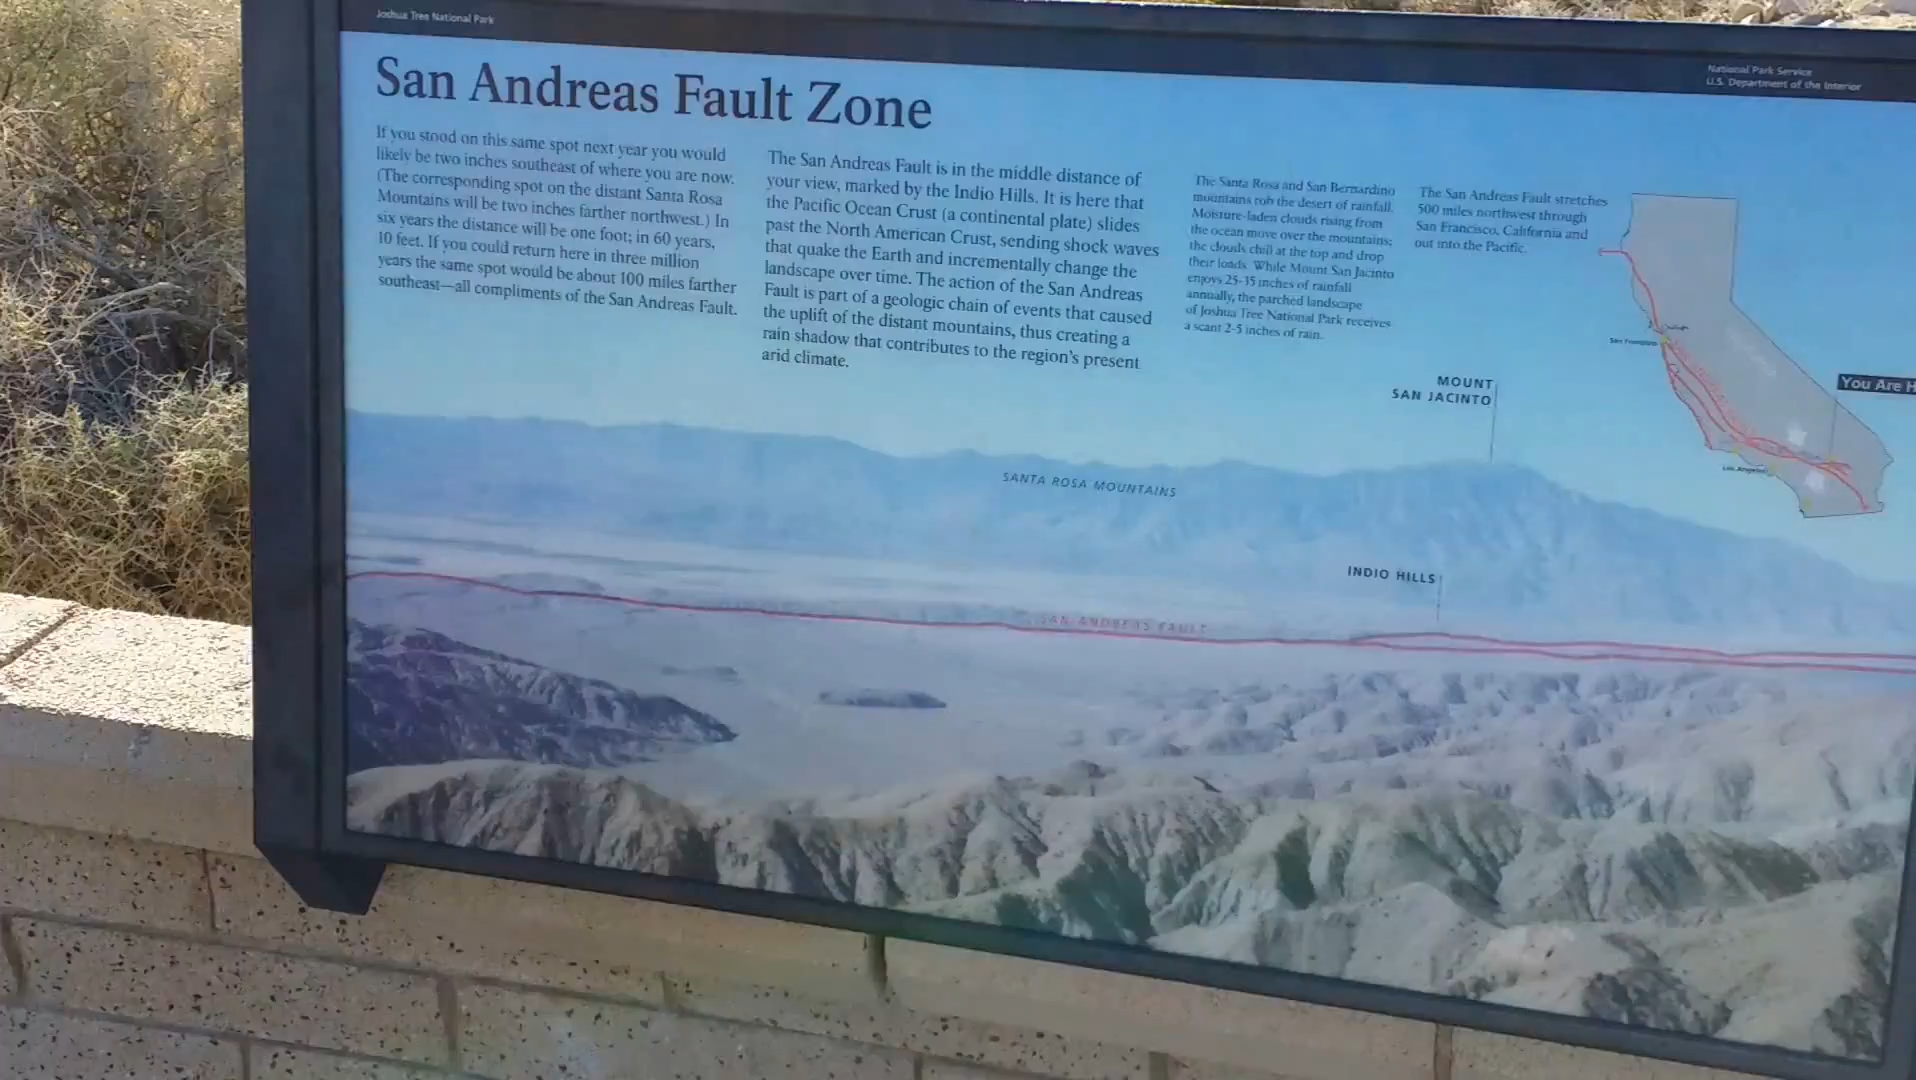 Joshua Tree National Park
National Park Service
U.S. Department of the Interior
San Andreas Fault Zone
If you stood on this same spot next year you would
likely be two inches southeast of where you are now.
(The corresponding spot on the distant Santa Rosa
Mountains will be two inches farther northwest.) In
six years the distance will be one foot; in 60 years,
10 feet. If you could return here in three million
years the same spot would be about 100 miles farther
southeast—all compliments of the San Andreas Fault.
The San Andreas Fault is in the middle distance of
your view, marked by the Indio Hills. It is here that
the Pacific Ocean Crust (a continental plate) slides
past the North American Crust, sending shock waves
that quake the Earth and incrementally change the
landscape over time. The action of the San Andreas
Fault is part of a geologic chain of events that caused
the uplift of the distant mountains, thus creating a
rain shadow that contributes to the region's present
arid climate.
The Santa Rosa and San Bernardino
mountains rob the desert of rainfall.
Moisture-laden clouds rising from
the ocean move over the mountains;
the clouds chill at the top and drop
their loads. While Mount San Jacinto
enjoys 25-35 inches of rainfall
annually, the parched landscape
of Joshua Tree National Park receives
a scant 2-5 inches of rain.
The San Andreas Fault stretches
500 miles northwest through
San Francisco, California and
out into the Pacific.
San Francisco
You Are H
Los Angeles
MOUNT
SAN JACINTO
SANTA ROSA MOUNTAINS
INDIO HILLS
SAN ANDREAS FAULT